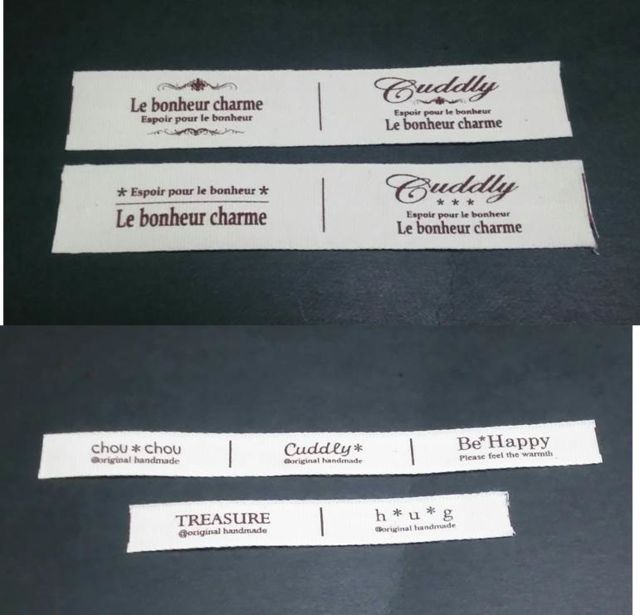 Le bonheur charme
Espoir pour le bonheur
Cuddly
Espoir pour le bonheur
Le bonheur charme
* Espoir pour le bonheur *
Le bonheur charme
Cuddly
* * *
Espoir pour le bonheur
Le bonheur charme
chou * chou
@original handmade
Cuddly*
@original handmade
Be*Happy
Please feel the warmth
TREASURE
@original handmade
h * u * g
@original handmade